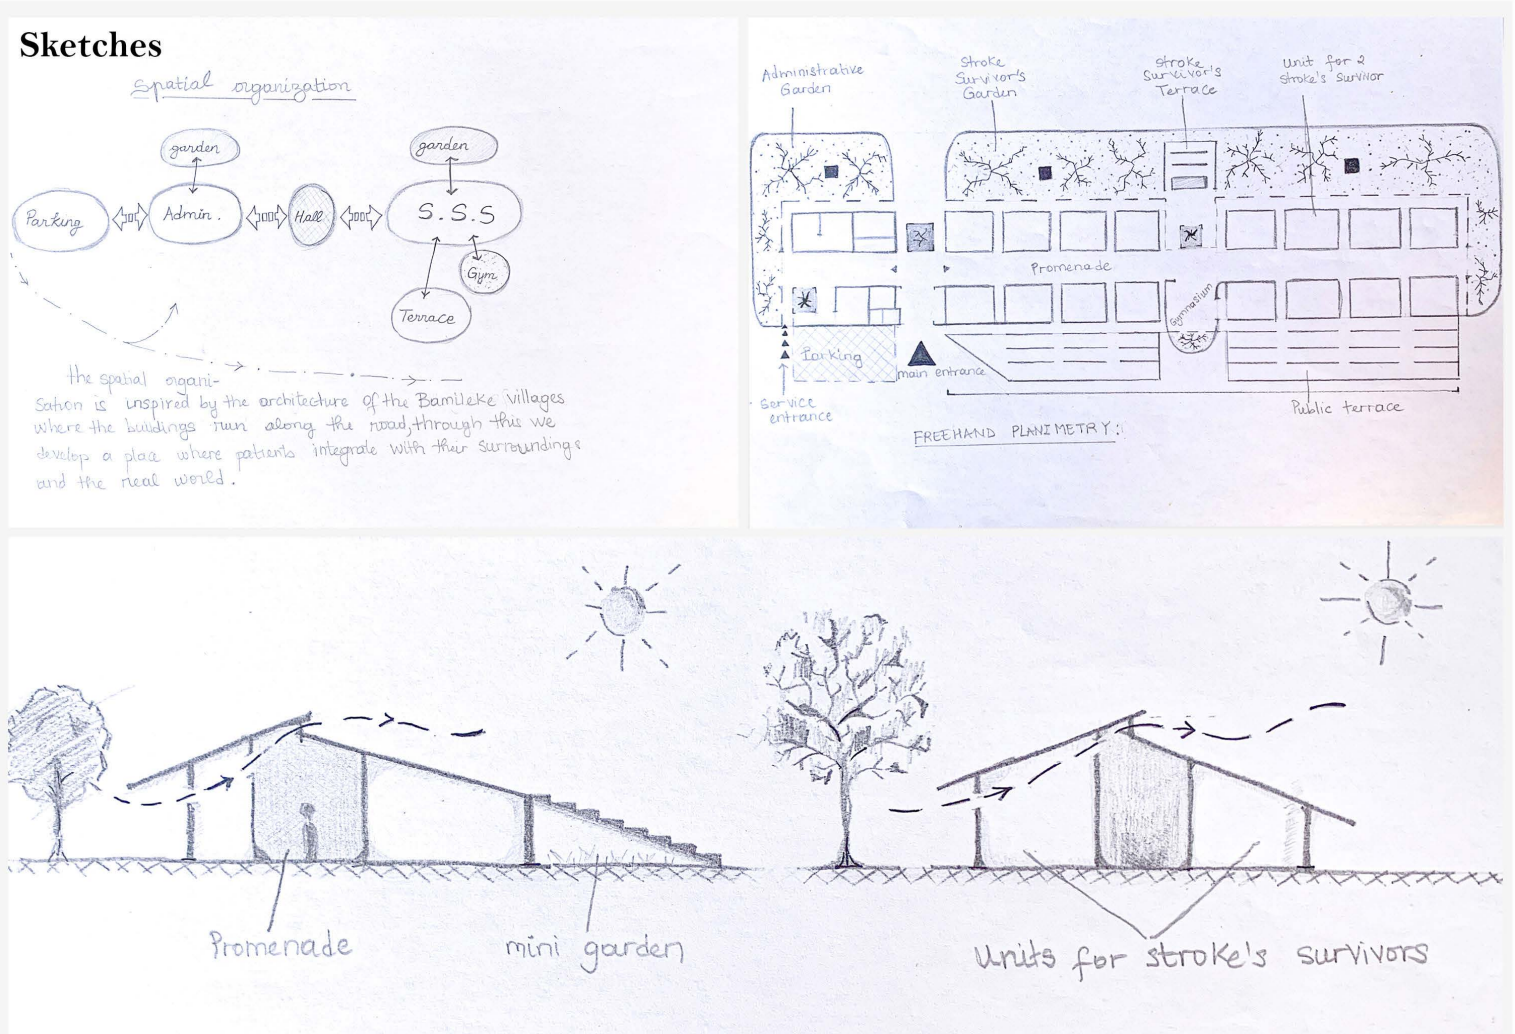 Sketches
Spatial organization
garden
garden
Parking
Admin.
Hall
S.S.S
Gym
Terrace
the spatial organi-
sation is inspired by the architecture of the Bamileke villages
where the buildings run along the road, through this we
develop a place where patients integrate with their surroundings
and the real world.
Administrative
Garden
Stroke
Survivor's
Garden
Stroke
Survivor's
Terrace
Unit for 2
stroke's survivor
Promenade
Gymnasium
Parking
main entrance
Service
entrance
Public terrace
FREEHAND PLANIMETRY:
Promenade
mini garden
Units for stroke's survivors